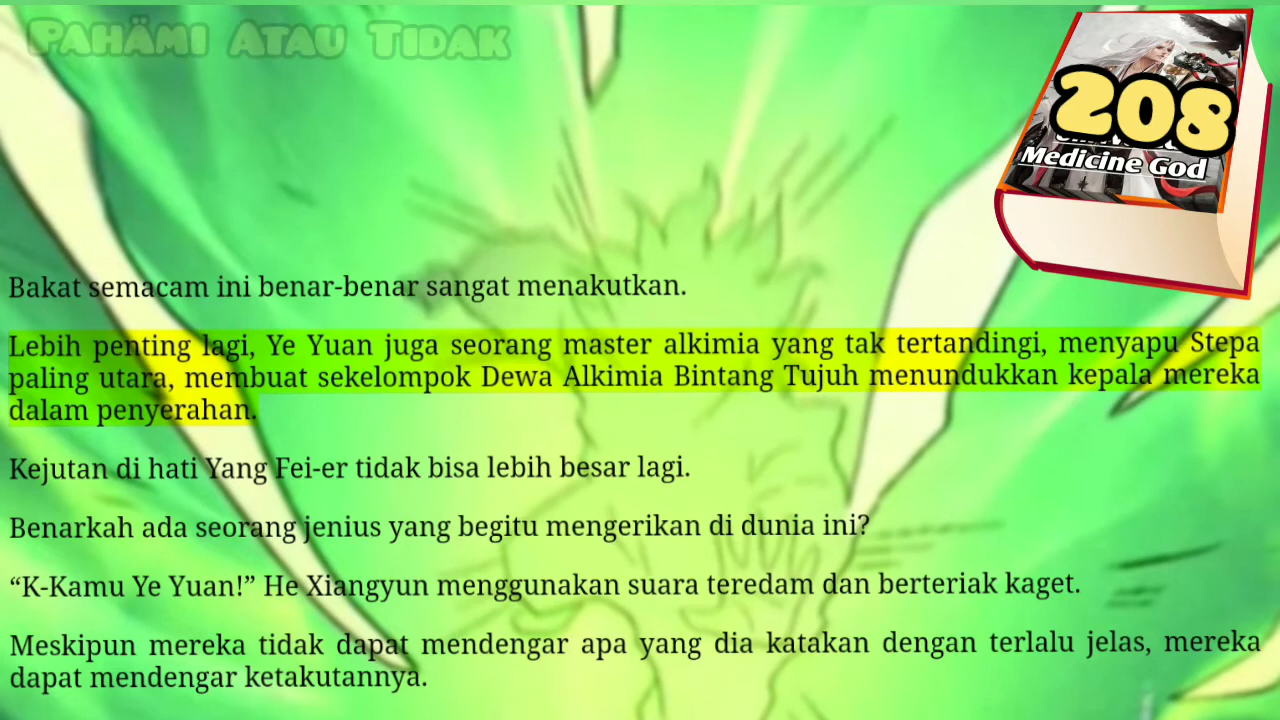 Pahämi Atau Tidak
208
Medicine God
Bakat semacam ini benar-benar sangat menakutkan.
Lebih penting lagi, Ye Yuan juga seorang master alkimia yang tak tertandingi, menyapu Stepa
paling utara, membuat sekelompok Dewa Alkimia Bintang Tujuh menundukkan kepala mereka
dalam penyerahan.
Kejutan di hati Yang Fei-er tidak bisa lebih besar lagi.
Benarkah ada seorang jenius yang begitu mengerikan di dunia ini?
“K-Kamu Ye Yuan!” He Xiangyun menggunakan suara teredam dan berteriak kaget.
Meskipun mereka tidak dapat mendengar apa yang dia katakan dengan terlalu jelas, mereka
dapat mendengar ketakutannya.